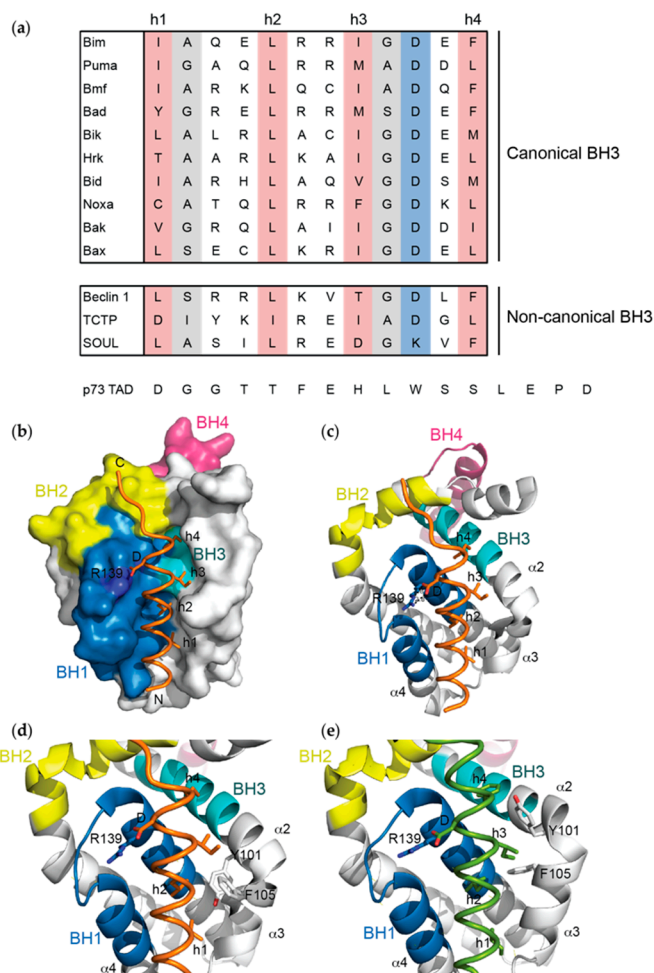 h1 h2 h3 h4
(a)
Bim I A Q E L R R I G D E F
Puma I G A Q L R R M A D D L
Bmf I A R K L Q C I A D Q F
Bad Y G R E L R R M S D E F
Bik L A L R L A C I G D E M
Hrk T A A R L K A I G D E L
Bid I A R H L A Q V G D S M
Noxa C A T Q L R R F G D K L
Bak V G R Q L A I I G D D I
Bax L S E C L K R I G D E L
Canonical BH3
Beclin 1 L S R R L K V T G D L F
TCTP D I Y K I R E I A D G L
SOUL L A S I L R E D G K V F
Non-canonical BH3
p73 TAD D G G T T F E H L W S S L E P D
(b)
BH4
C
BH2
h4
D
BH3
R139
h3
h2
h1
BH1
N
(c)
BH4
BH2
BH3
h4
α2
h3
R139
D
h2
BH1
h1
α3
α4
(d)
BH2
BH3
h4
α2
D
R139
Y101
h2
F105
BH1
h1
α3
α4
(e)
BH2
BH3
h4
α2
D
R139
h3
Y101
F105
h2
BH1
h1
α3
α4